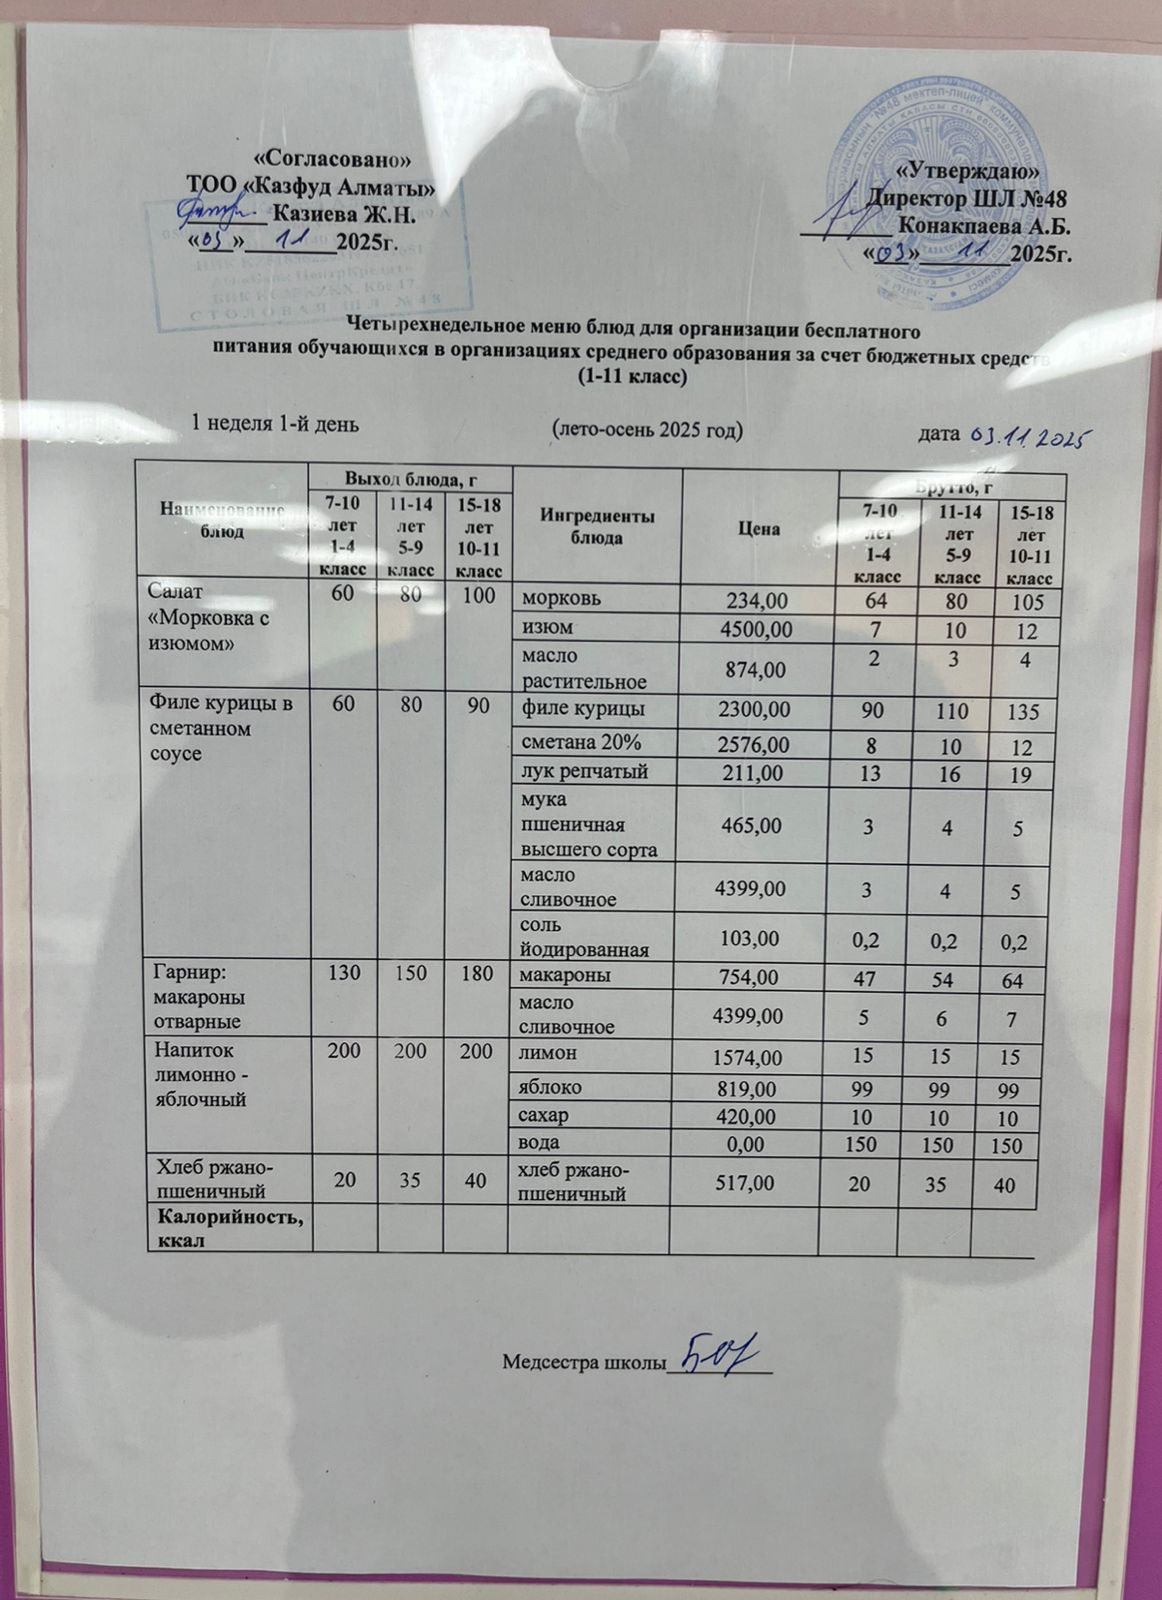 «Согласовано»
ТОО «Казфуд Алматы»
Казиева Ж.Н.
«03» 11 2025г.
«Утверждаю»
Директор ШЛ №48
Конакпаева А.Б.
«03» 11 2025г.
СТОЛОВАЯ ШЛ №48
Четырехнедельное меню блюд для организации бесплатного
питания обучающихся в организациях среднего образования за счет бюджетных средств
(1-11 класс)
1 неделя 1-й день (лето-осень 2025 год) дата 03.11.2025
Наименование блюд Выход блюда, г Ингредиенты блюда Цена Брутто, г
7-10 лет 1-4 класс 11-14 лет 5-9 класс 15-18 лет 10-11 класс 7-10 лет 1-4 класс 11-14 лет 5-9 класс 15-18 лет 10-11 класс
Салат «Морковка с изюмом» 60 80 100 морковь 234,00 64 80 105
изюм 4500,00 7 10 12
масло растительное 874,00 2 3 4
Филе курицы в сметанном соусе 60 80 90 филе курицы 2300,00 90 110 135
сметана 20% 2576,00 8 10 12
лук репчатый 211,00 13 16 19
мука пшеничная высшего сорта 465,00 3 4 5
масло сливочное 4399,00 3 4 5
соль йодированная 103,00 0,2 0,2 0,2
Гарнир: макароны отварные 130 150 180 макароны 754,00 47 54 64
масло сливочное 4399,00 5 6 7
Напиток лимонно - яблочный 200 200 200 лимон 1574,00 15 15 15
яблоко 819,00 99 99 99
сахар 420,00 10 10 10
вода 0,00 150 150 150
Хлеб ржано-пшеничный 20 35 40 хлеб ржано-пшеничный 517,00 20 35 40
Калорийность, ккал
Медсестра школы